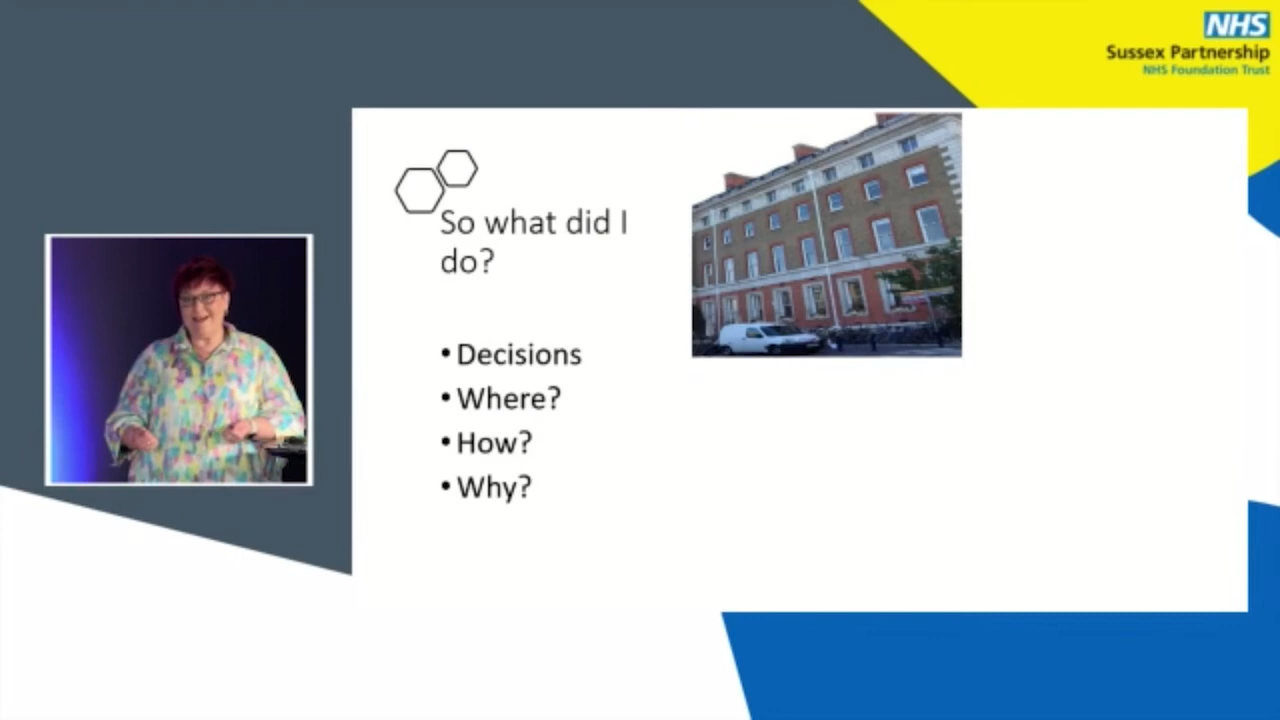 NHS
Sussex Partnership
NHS Foundation Trust
So what did I
do?
• Decisions
• Where?
• How?
• Why?